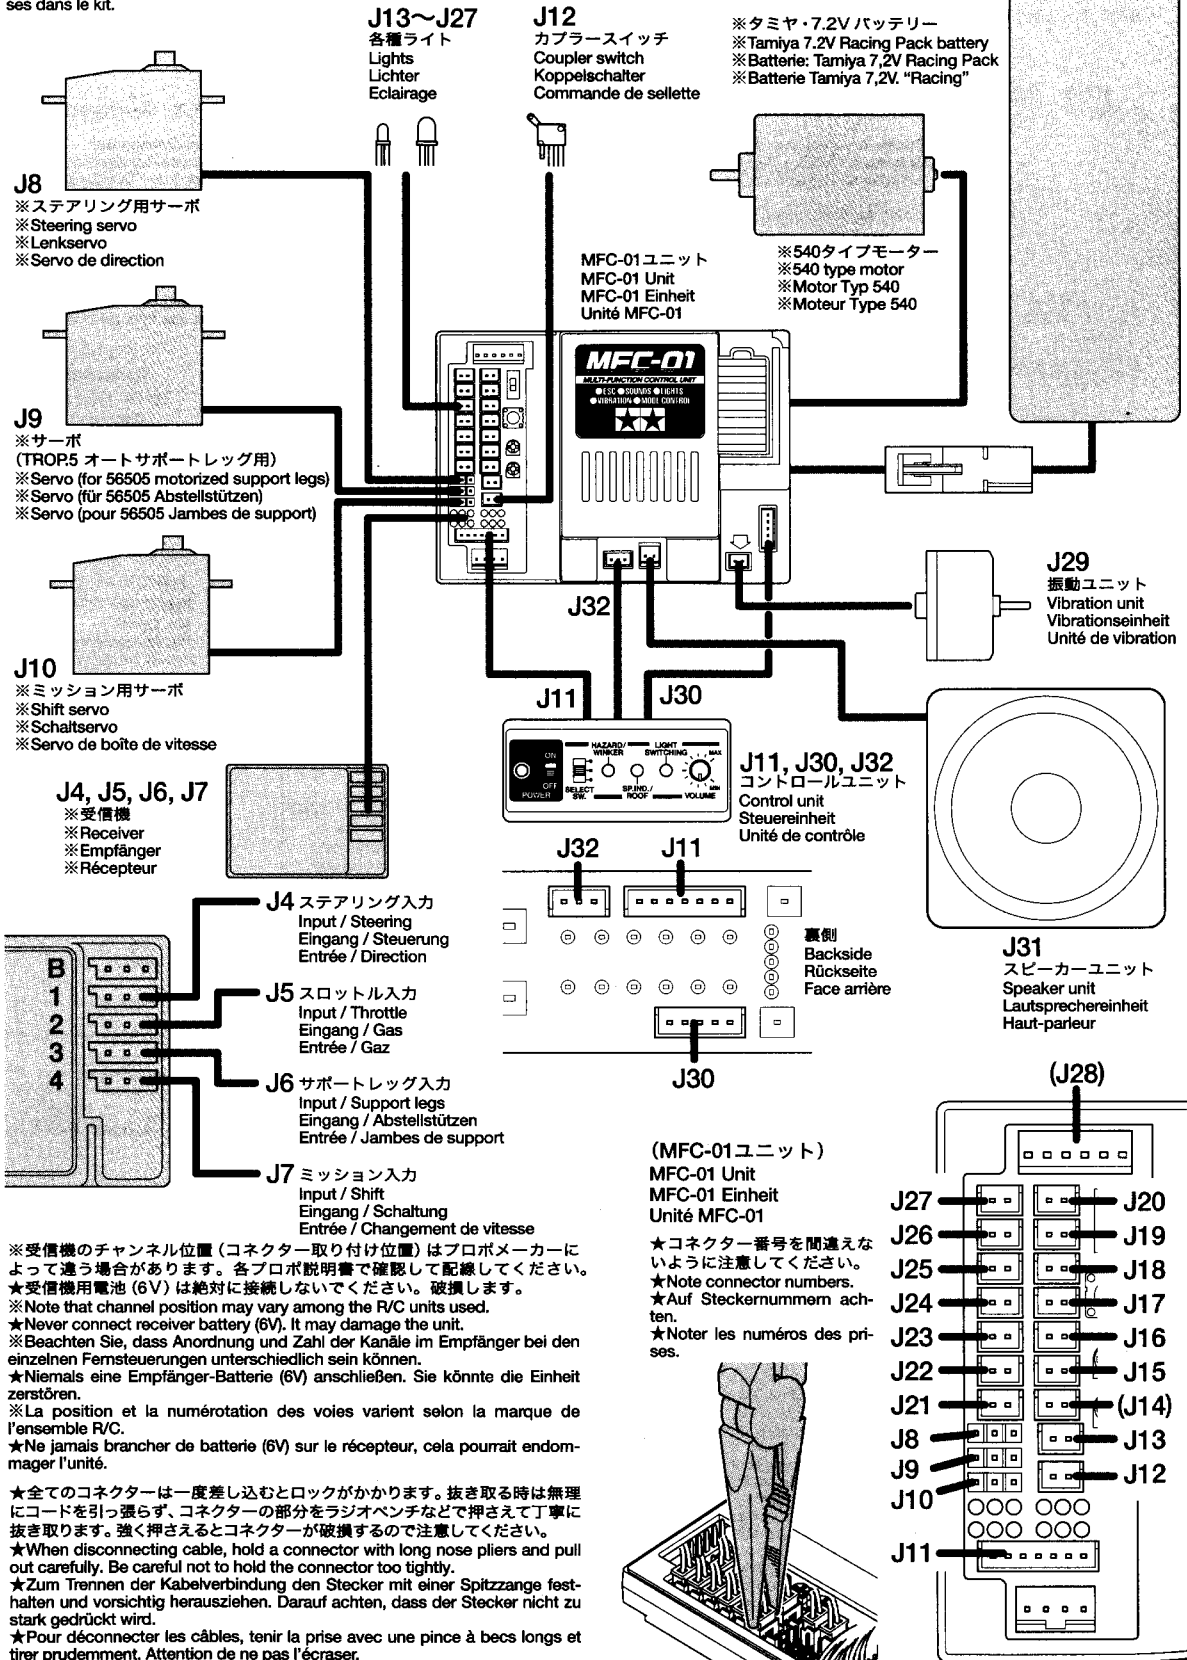 ses dans le kit.
J13～J27
各種ライト
Lights
Lichter
Eclairage
J12
カプラースイッチ
Coupler switch
Koppelschalter
Commande de sellette
※タミヤ・7.2V バッテリー
※Tamiya 7.2V Racing Pack battery
※Batterie: Tamiya 7,2V Racing Pack
※Batterie Tamiya 7,2V. “Racing”
J8
※ステアリング用サーボ
※Steering servo
※Lenkservo
※Servo de direction
※540タイプモーター
※540 type motor
※Motor Typ 540
※Moteur Type 540
MFC-01ユニット
MFC-01 Unit
MFC-01 Einheit
Unité MFC-01
MFC-01
MULTI-FUNCTION CONTROL UNIT
●ESC ●SOUNDS ●LIGHTS
●VIBRATION ●MODE CONTROL
J9
※サーボ
（TROP.5 オートサポートレッグ用）
※Servo (for 56505 motorized support legs)
※Servo (für 56505 Abstellstützen)
※Servo (pour 56505 Jambes de support)
J29
振動ユニット
Vibration unit
Vibrationseinheit
Unité de vibration
J32
J10
※ミッション用サーボ
※Shift servo
※Schaltservo
※Servo de boîte de vitesse
J11
J30
ON
OFF
POWER
HAZARD/
WINKER
LIGHT
SWITCHING
MAX
SELECT
SW.
SP.IND./
ROOF
VOLUME
MIN
J11, J30, J32
コントロールユニット
Control unit
Steuereinheit
Unité de contrôle
J4, J5, J6, J7
※受信機
※Receiver
※Empfänger
※Récepteur
J32
J11
裏側
Backside
Rückseite
Face arrière
J30
J31
スピーカーユニット
Speaker unit
Lautsprechereinheit
Haut-parleur
B
1
2
3
4
J4 ステアリング入力
Input / Steering
Eingang / Steuerung
Entrée / Direction
J5 スロットル入力
Input / Throttle
Eingang / Gas
Entrée / Gaz
J6 サポートレッグ入力
Input / Support legs
Eingang / Abstellstützen
Entrée / Jambes de support
J7 ミッション入力
Input / Shift
Eingang / Schaltung
Entrée / Changement de vitesse
※受信機のチャンネル位置（コネクター取り付け位置）はプロポメーカーに
よって違う場合があります。各プロポ説明書で確認して配線してください。
★受信機用電池（6V）は絶対に接続しないでください。破損します。
※Note that channel position may vary among the R/C units used.
★Never connect receiver battery (6V). It may damage the unit.
※Beachten Sie, dass Anordnung und Zahl der Kanäle im Empfänger bei den
einzelnen Fernsteuerungen unterschiedlich sein können.
★Niemals eine Empfänger-Batterie (6V) anschließen. Sie könnte die Einheit
zerstören.
※La position et la numérotation des voies varient selon la marque de
l'ensemble R/C.
★Ne jamais brancher de batterie (6V) sur le récepteur, cela pourrait endom-
mager l'unité.
★全てのコネクターは一度差し込むとロックがかかります。抜き取る時は無理
にコードを引っ張らず、コネクターの部分をラジオペンチなどで押さえて丁寧に
抜き取ります。強く押さえるとコネクターが破損するので注意してください。
★When disconnecting cable, hold a connector with long nose pliers and pull
out carefully. Be careful not to hold the connector too tightly.
★Zum Trennen der Kabelverbindung den Stecker mit einer Spitzzange fest-
halten und vorsichtig herausziehen. Darauf achten, dass der Stecker nicht zu
stark gedrückt wird.
★Pour déconnecter les câbles, tenir la prise avec une pince à becs longs et
tirer prudemment. Attention de ne pas l'écraser.
（MFC-01ユニット）
MFC-01 Unit
MFC-01 Einheit
Unité MFC-01
★コネクター番号を間違えな
いように注意してください。
★Note connector numbers.
★Auf Steckernummern ach-
ten.
★Noter les numéros des pri-
ses.
(J28)
J27
J20
J26
J19
J25
J18
J24
J17
J23
J16
J22
J15
J21
(J14)
J8
J13
J9
J12
J10
J11